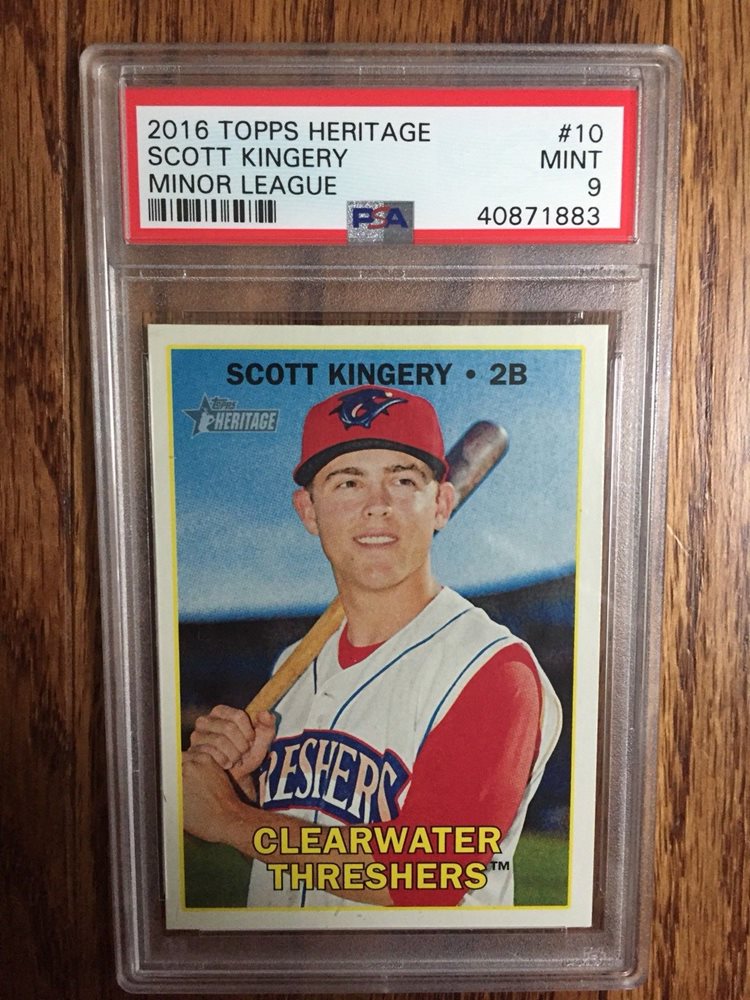 2016 TOPPS HERITAGE #10
SCOTT KINGERY MINT
MINOR LEAGUE 9
PSA 40871883
SCOTT KINGERY • 2B
TOPPS
HERITAGE
RESHERS
CLEARWATER
THRESHERS™